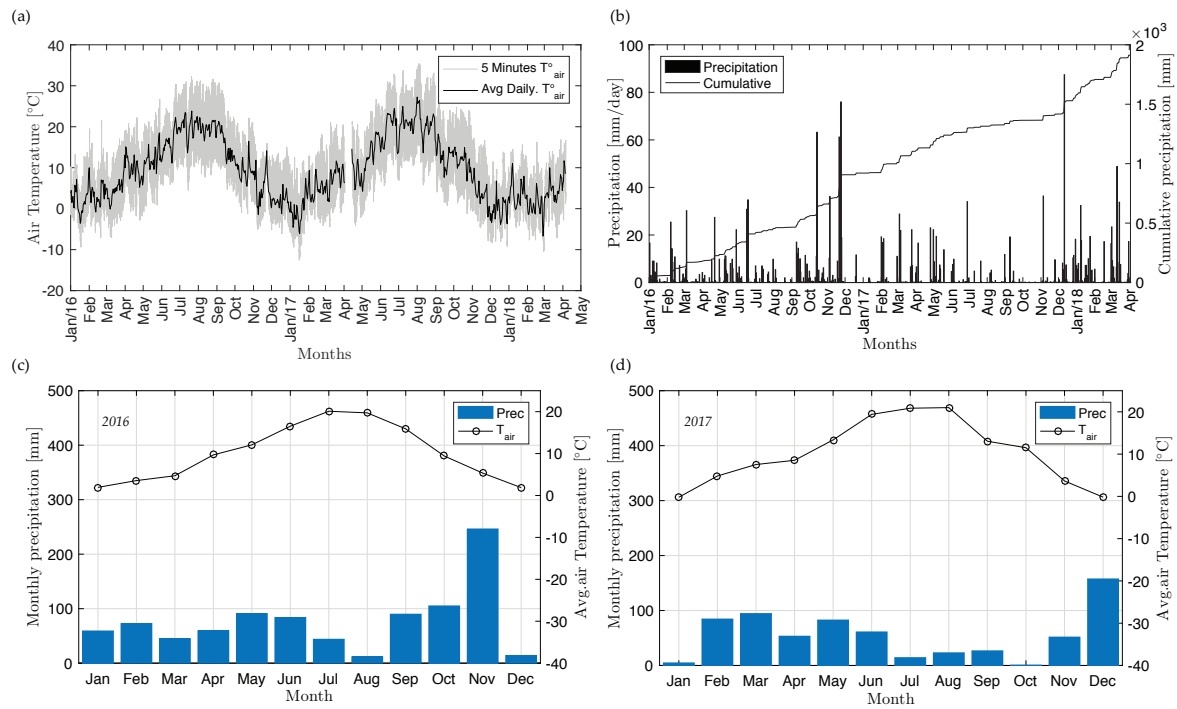 (a)
40
30
20
10
0
-10
-20
Air Temperature [°C]
5 Minutes T°air
Avg Daily. T°air
Jan/16 Feb Mar Apr May Jun Jul Aug Sep Oct Nov Dec Jan/17 Feb Mar Apr May Jun Jul Aug Sep Oct Nov Dec Jan/18 Feb Mar Apr May
Months
(b)
×10³
100
80
60
40
20
0
Precipitation [mm/day]
Precipitation
Cumulative
2
1.5
1
0.5
0
Cumulative precipitation [mm]
Jan/16 Feb Mar Apr May Jun Jul Aug Sep Oct Nov Dec Jan/17 Feb Mar Apr May Jun Jul Aug Sep Oct Nov Dec Jan/18 Feb Mar Apr
Months
(c)
500
400
300
200
100
0
Monthly precipitation [mm]
2016
Prec
Tair
20
10
0
-10
-20
-30
-40
Avg.air Temperature [°C]
Jan Feb Mar Apr May Jun Jul Aug Sep Oct Nov Dec
Month
(d)
500
400
300
200
100
0
Monthly precipitation [mm]
2017
Prec
Tair
20
10
0
-10
-20
-30
-40
Avg.air Temperature [°C]
Jan Feb Mar Apr May Jun Jul Aug Sep Oct Nov Dec
Month